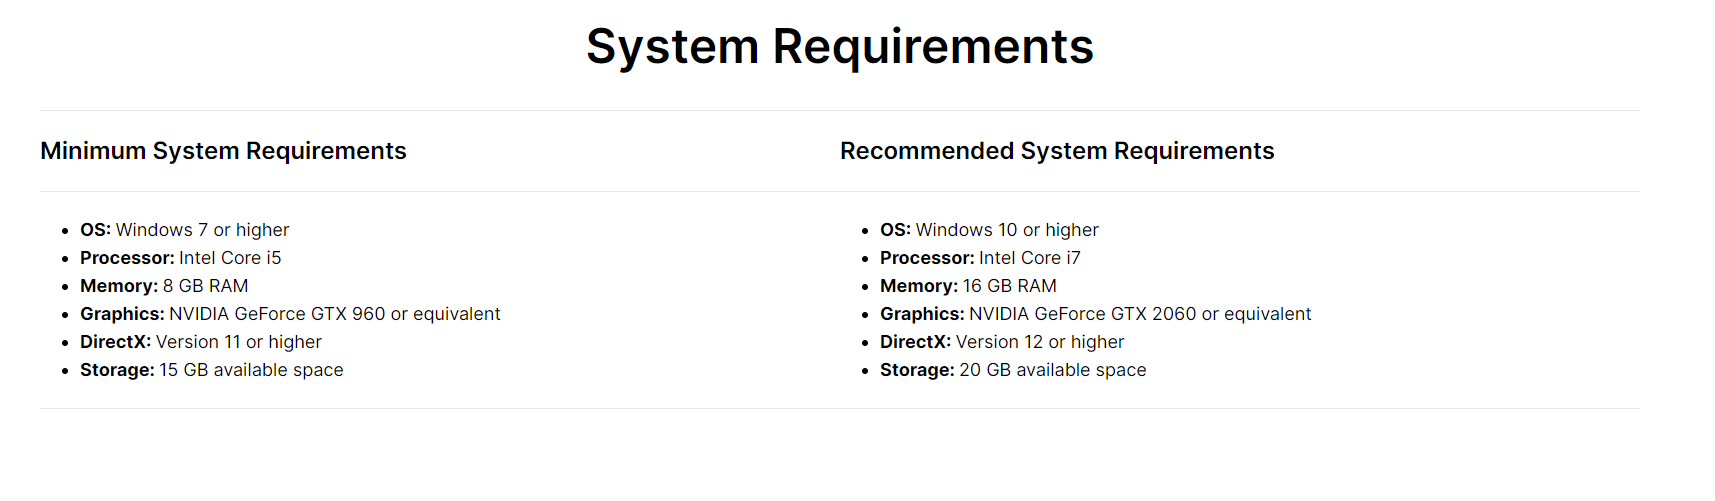 System Requirements
Minimum System Requirements
OS: Windows 7 or higher
Processor: Intel Core i5
Memory: 8 GB RAM
Graphics: NVIDIA GeForce GTX 960 or equivalent
DirectX: Version 11 or higher
Storage: 15 GB available space
Recommended System Requirements
OS: Windows 10 or higher
Processor: Intel Core i7
Memory: 16 GB RAM
Graphics: NVIDIA GeForce GTX 2060 or equivalent
DirectX: Version 12 or higher
Storage: 20 GB available space